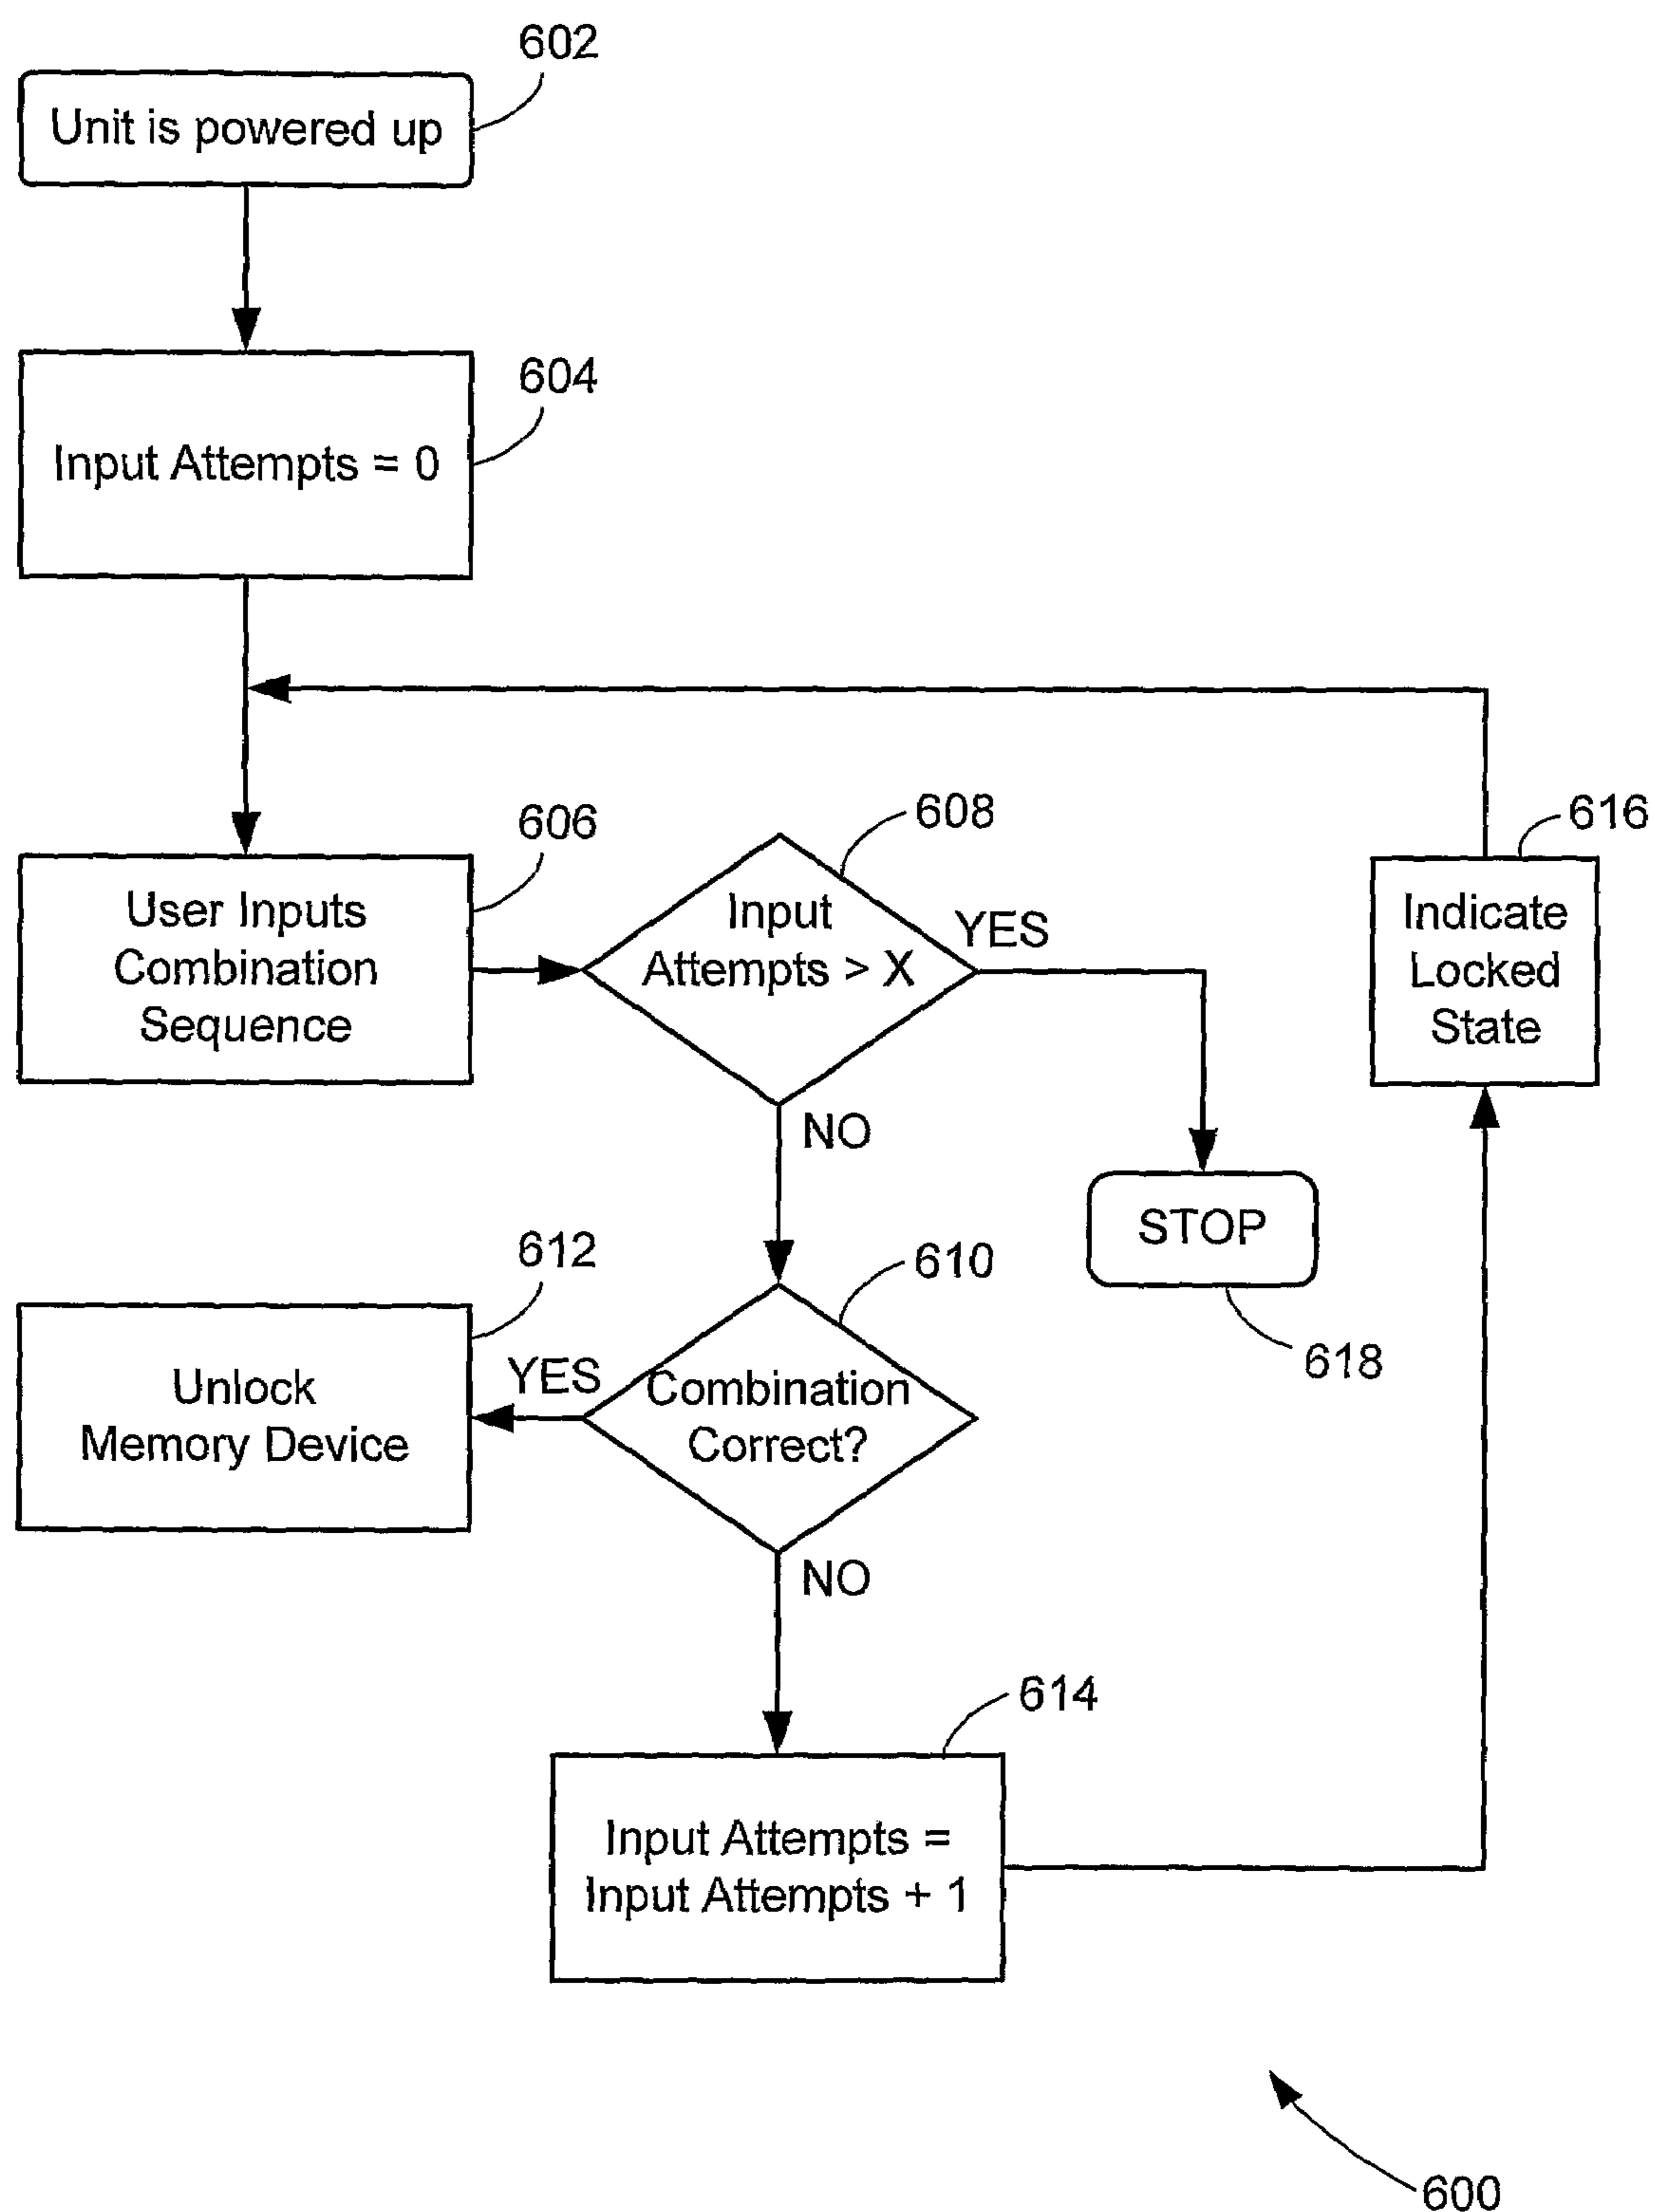 602
Unit is powered up
604
Input Attempts = 0
606
User Inputs
Combination
Sequence
608
Input
Attempts > X
YES
NO
616
Indicate
Locked
State
STOP
618
612
Unlock
Memory Device
YES
610
Combination
Correct?
NO
614
Input Attempts =
Input Attempts + 1
600